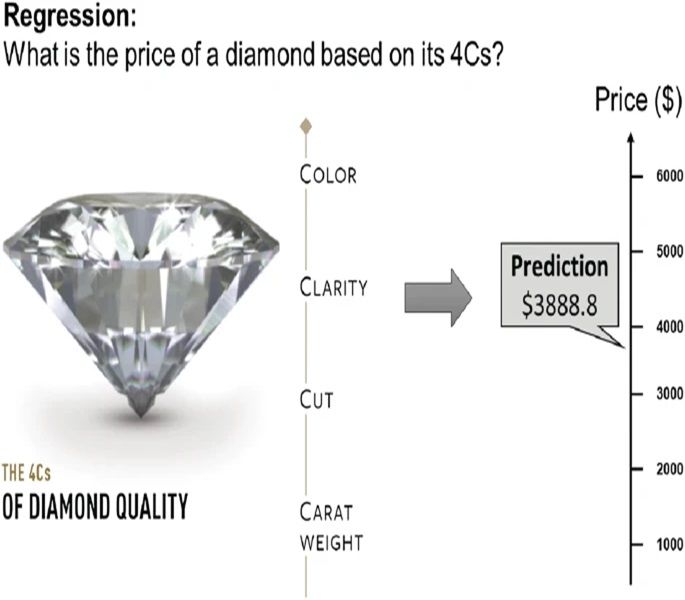 Regression:
What is the price of a diamond based on its 4Cs?
Price ($)
COLOR
CLARITY
CUT
CARAT
WEIGHT
Prediction
$3888.8
6000
5000
4000
3000
2000
1000
THE 4Cs
OF DIAMOND QUALITY